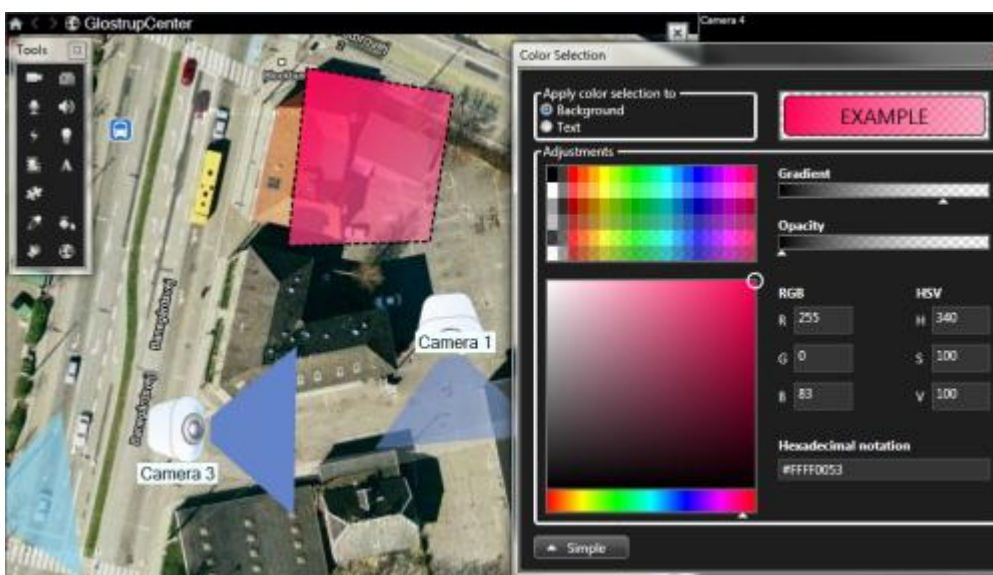 GlostrupCenter
Camera 4
Tools
Color Selection
Apply color selection to
Background
Text
EXAMPLE
Adjustments
Gradient
Opacity
RGB
HSV
R 255
H 340
G 0
S 100
B 83
V 100
Hexadecimal notation
#FFFF0053
Simple
A
Camera 1
Camera 3